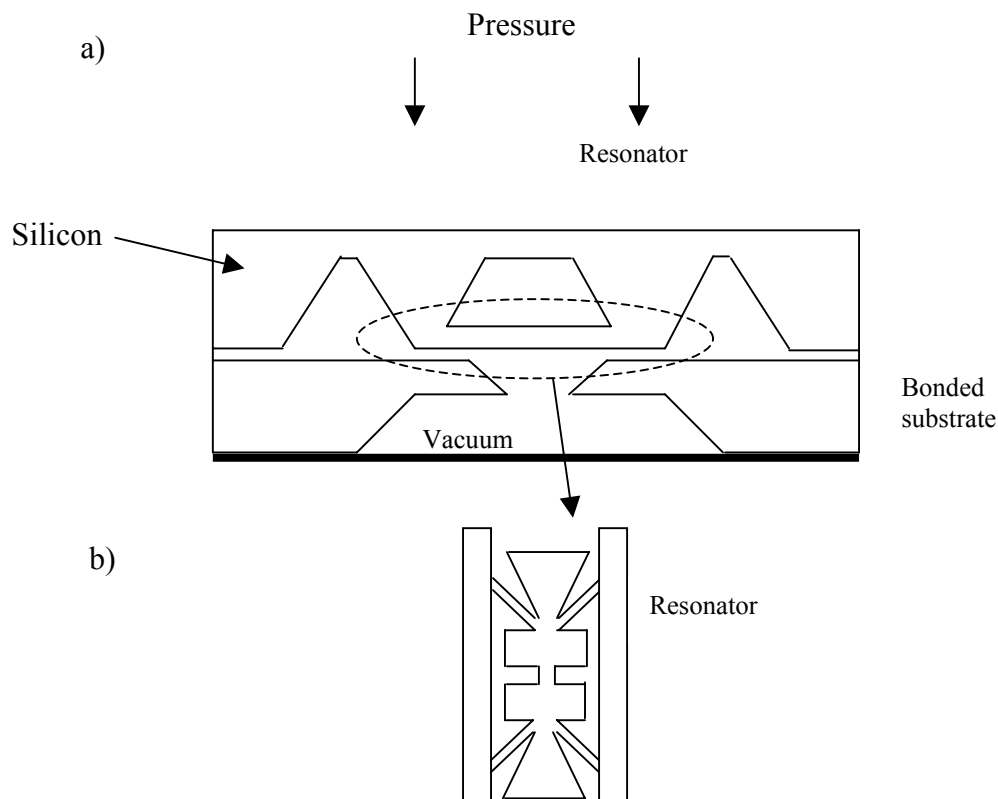 a)
Pressure
Resonator
Silicon
Bonded
substrate
Vacuum
b)
Resonator